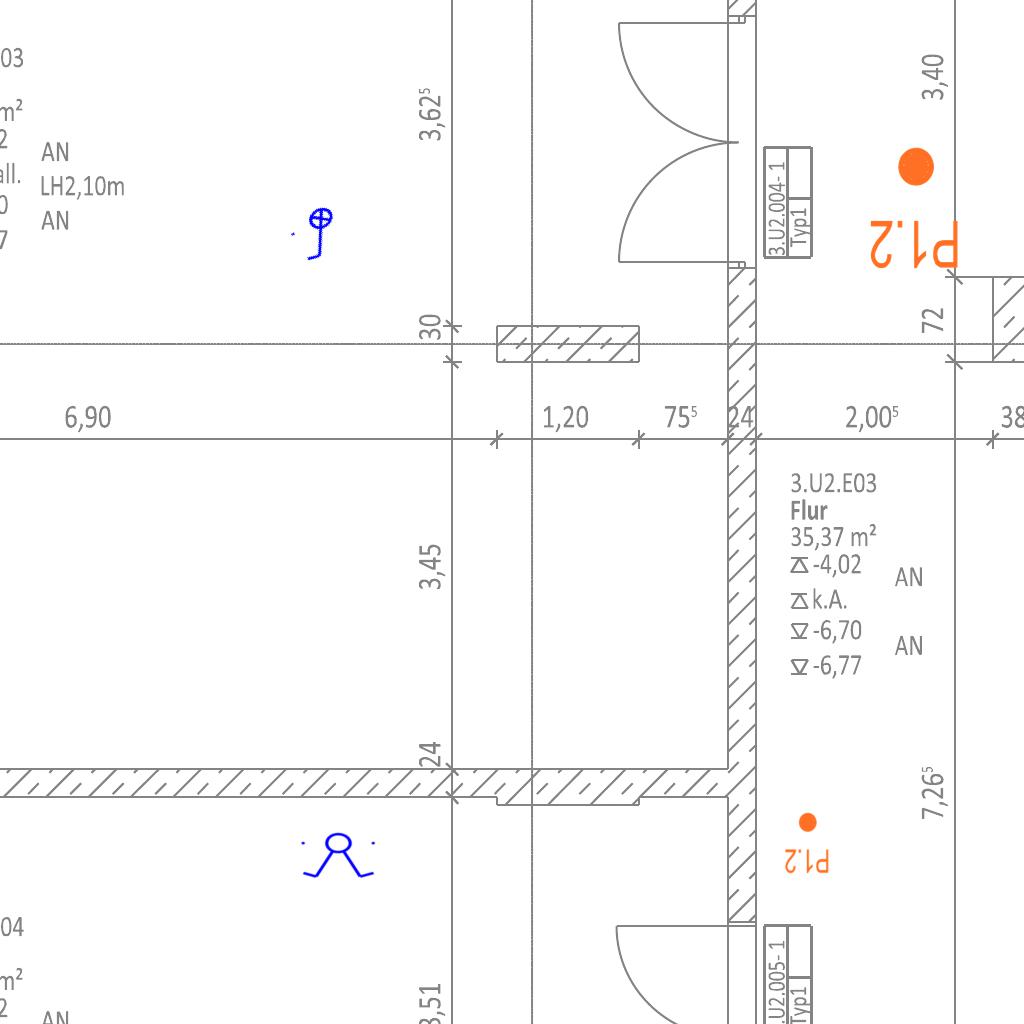 03
m²
2
all.
0
7
AN
LH2,10m
AN
3,62⁵
3,40
3.U2.004- 1
Typ1
P1.2
30
72
6,90
1,20
75⁵
24
2,00⁵
38
3.U2.E03
Flur
35,37 m²
-4,02
AN
k.A.
-6,70
AN
-6,77
3,45
24
7,26⁵
P1.2
04
m²
2
AN
3,51
U2.005- 1
Typ1